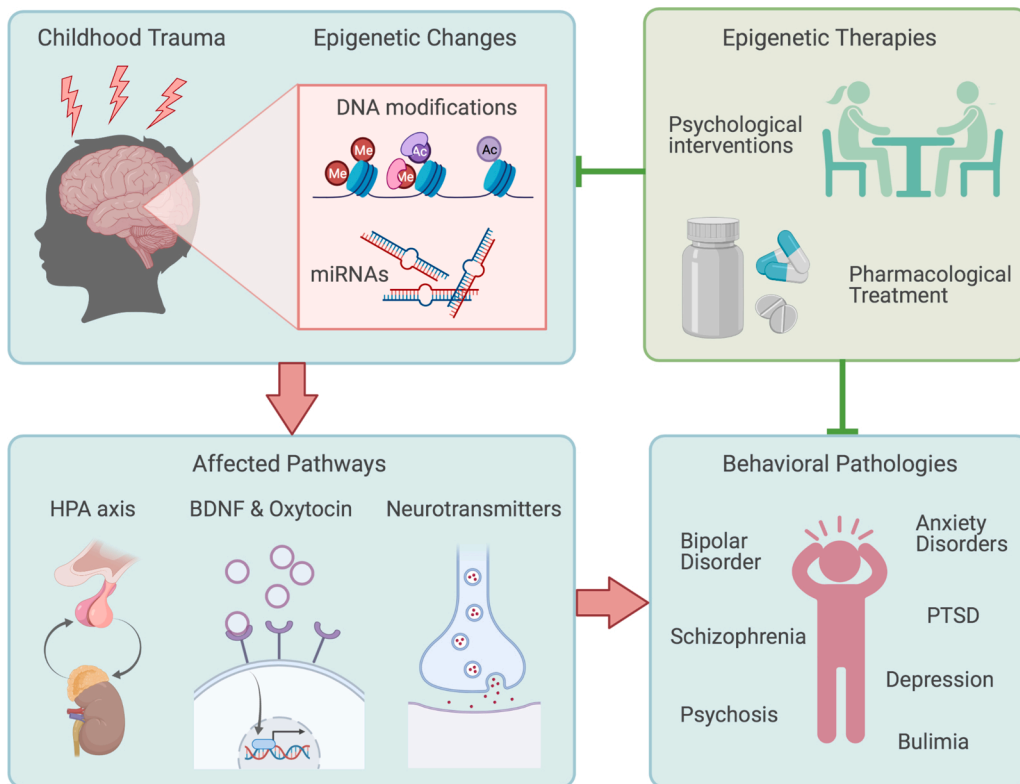 Childhood Trauma
Epigenetic Changes
DNA modifications
Me
Me
Ac
Me
Ac
miRNAs
Epigenetic Therapies
Psychological
interventions
Pharmacological
Treatment
Affected Pathways
HPA axis
BDNF & Oxytocin
Neurotransmitters
Behavioral Pathologies
Bipolar
Disorder
Anxiety
Disorders
Schizophrenia
PTSD
Depression
Psychosis
Bulimia